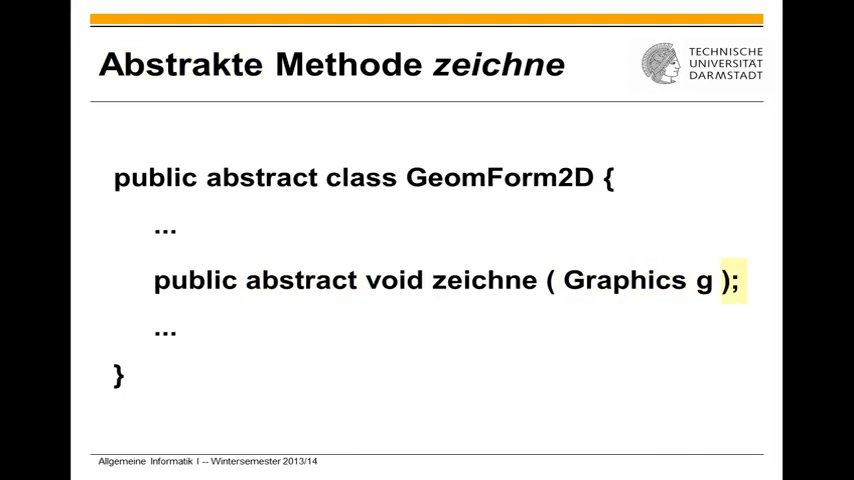 Abstrakte Methode zeichne
TECHNISCHE
UNIVERSITÄT
DARMSTADT
public abstract class GeomForm2D {
...
public abstract void zeichne ( Graphics g );
...
}
Allgemeine Informatik I -- Wintersemester 2013/14